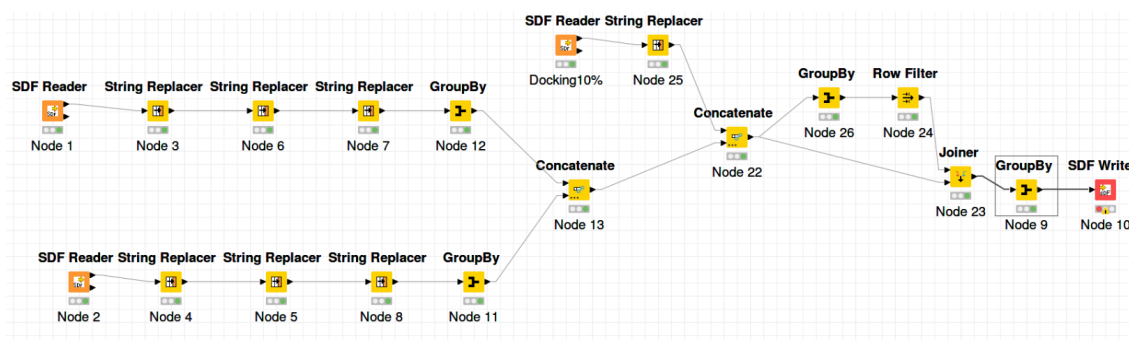 SDF Reader String Replacer
Docking10% Node 25
GroupBy Row Filter
Node 26 Node 24
SDF Reader String Replacer String Replacer String Replacer GroupBy
Node 1 Node 3 Node 6 Node 7 Node 12
Concatenate
Node 22
Concatenate
Node 13
Joiner
Node 23
GroupBy SDF Write
Node 9 Node 10
SDF Reader String Replacer String Replacer String Replacer GroupBy
Node 2 Node 4 Node 5 Node 8 Node 11